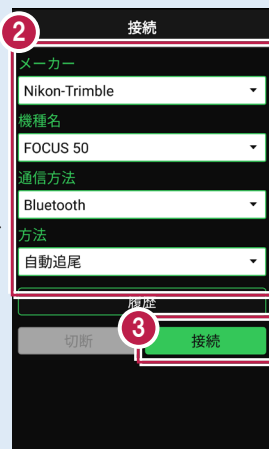 接続
2
メーカー
Nikon-Trimble
機種名
FOCUS 50
通信方法
Bluetooth
方法
自動追尾
履歴
3
切断
接続